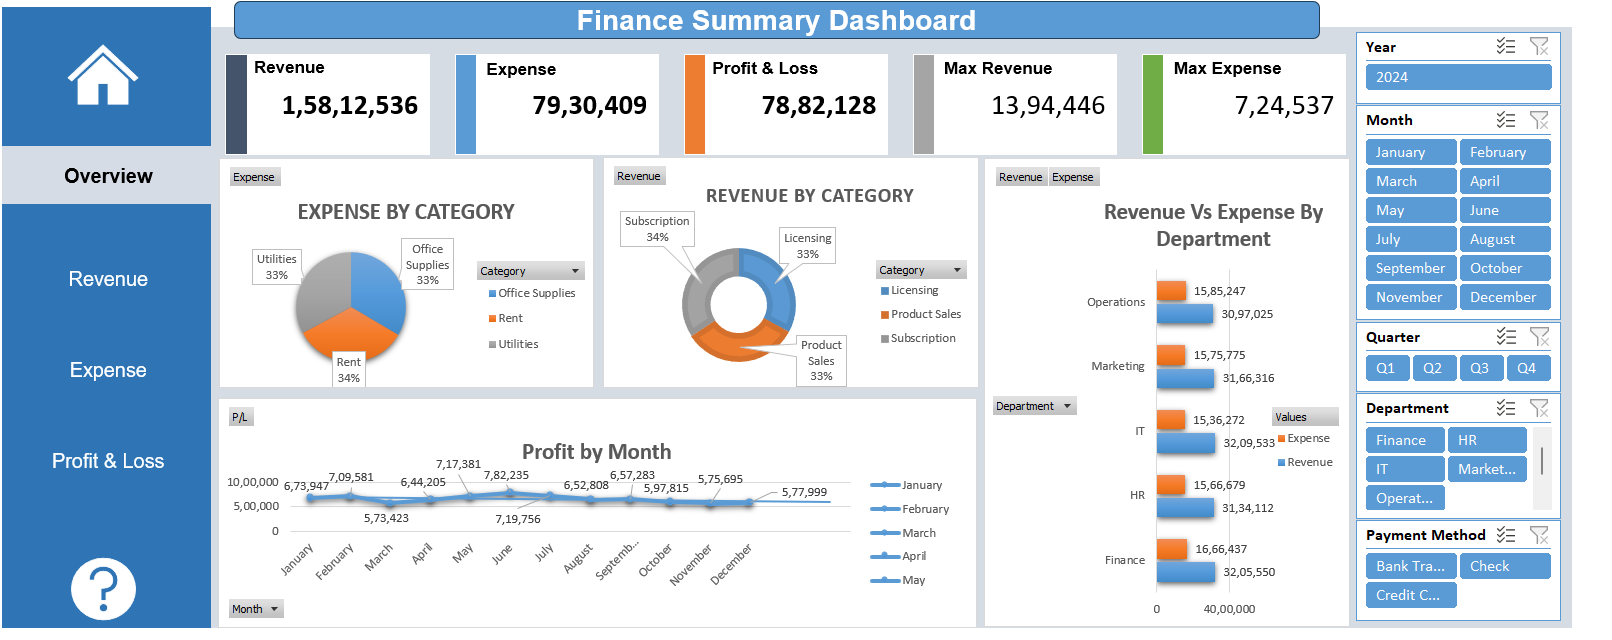 Finance Summary Dashboard
Overview
Revenue
Expense
Profit & Loss
?
Revenue
1,58,12,536
Expense
79,30,409
Profit & Loss
78,82,128
Max Revenue
13,94,446
Max Expense
7,24,537
Expense
EXPENSE BY CATEGORY
Utilities
33%
Office
Supplies
33%
Rent
34%
Category
Office Supplies
Rent
Utilities
Revenue
REVENUE BY CATEGORY
Subscription
34%
Licensing
33%
Product
Sales
33%
Category
Licensing
Product Sales
Subscription
P/L
Profit by Month
10,00,000
5,00,000
0
6,73,947
7,09,581
5,73,423
6,44,205
7,17,381
7,82,235
7,19,756
6,52,808
6,57,283
5,97,815
5,75,695
5,77,999
January
February
March
April
May
June
July
August
Septemb...
October
November
December
January
February
March
April
May
Month
Revenue Expense
Revenue Vs Expense By
Department
Operations
15,85,247
30,97,025
Marketing
15,75,775
31,66,316
IT
15,36,272
32,09,533
HR
15,66,679
31,34,112
Finance
16,66,437
32,05,550
0 40,00,000
Department
Values
Expense
Revenue
Year
2024
Month
January February
March April
May June
July August
September October
November December
Quarter
Q1 Q2 Q3 Q4
Department
Finance HR
IT Market...
Operat...
Payment Method
Bank Tra... Check
Credit C...